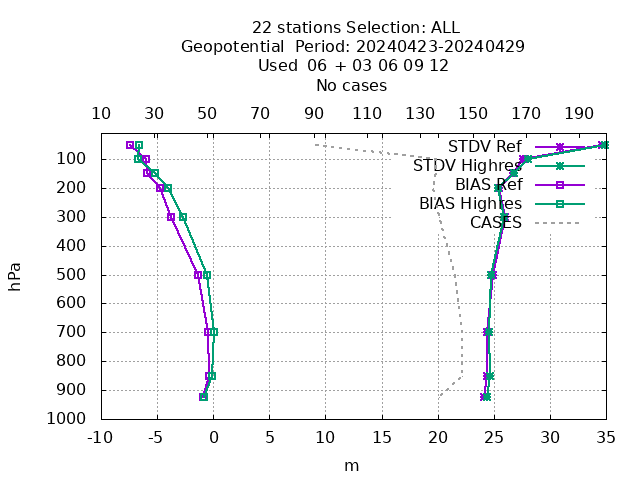 22 stations Selection: ALL
Geopotential  Period: 20240423-20240429
Used  06 + 03 06 09 12
No cases
10 30 50 70 90 110 130 150 170 190
STDV Ref
STDV Highres
BIAS Ref
BIAS Highres
CASES
100
200
300
400
500
600
700
800
900
1000
hPa
-10 -5 0 5 10 15 20 25 30 35
m